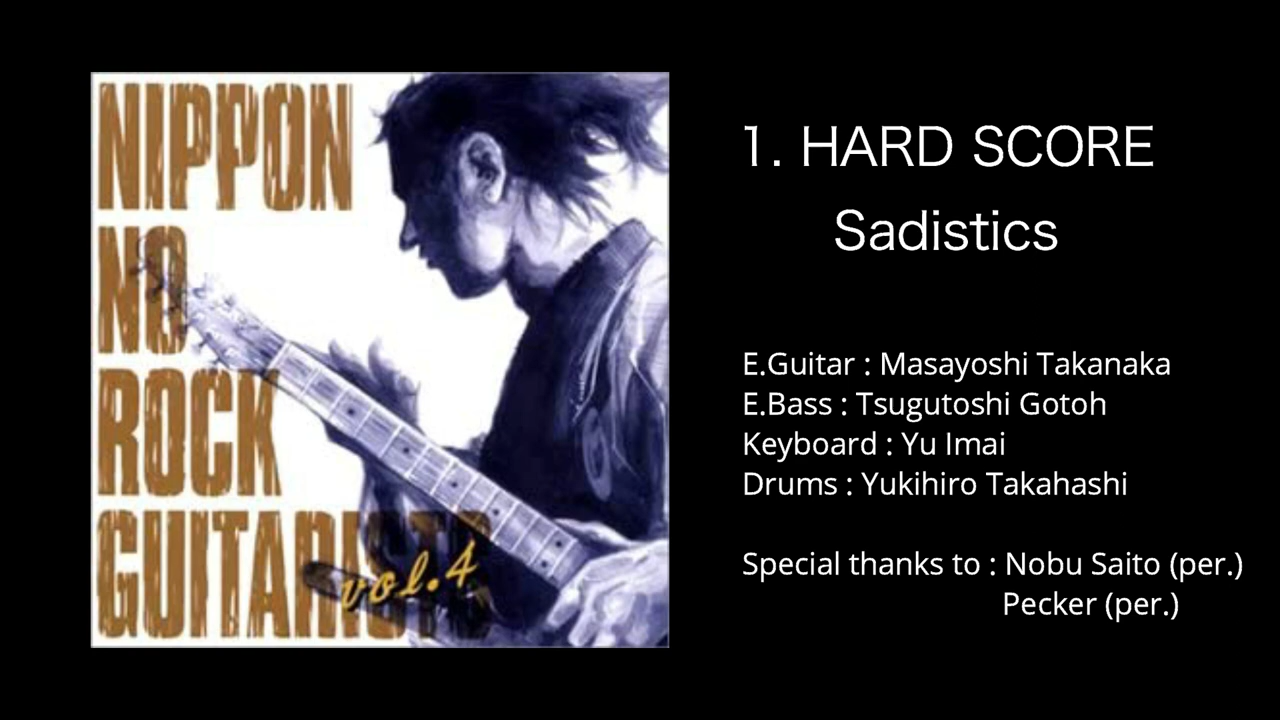 NIPPON
NO
ROCK
GUITARISTS
vol.4
1. HARD SCORE
Sadistics
E.Guitar : Masayoshi Takanaka
E.Bass : Tsugutoshi Gotoh
Keyboard : Yu Imai
Drums : Yukihiro Takahashi
Special thanks to : Nobu Saito (per.)
Pecker (per.)